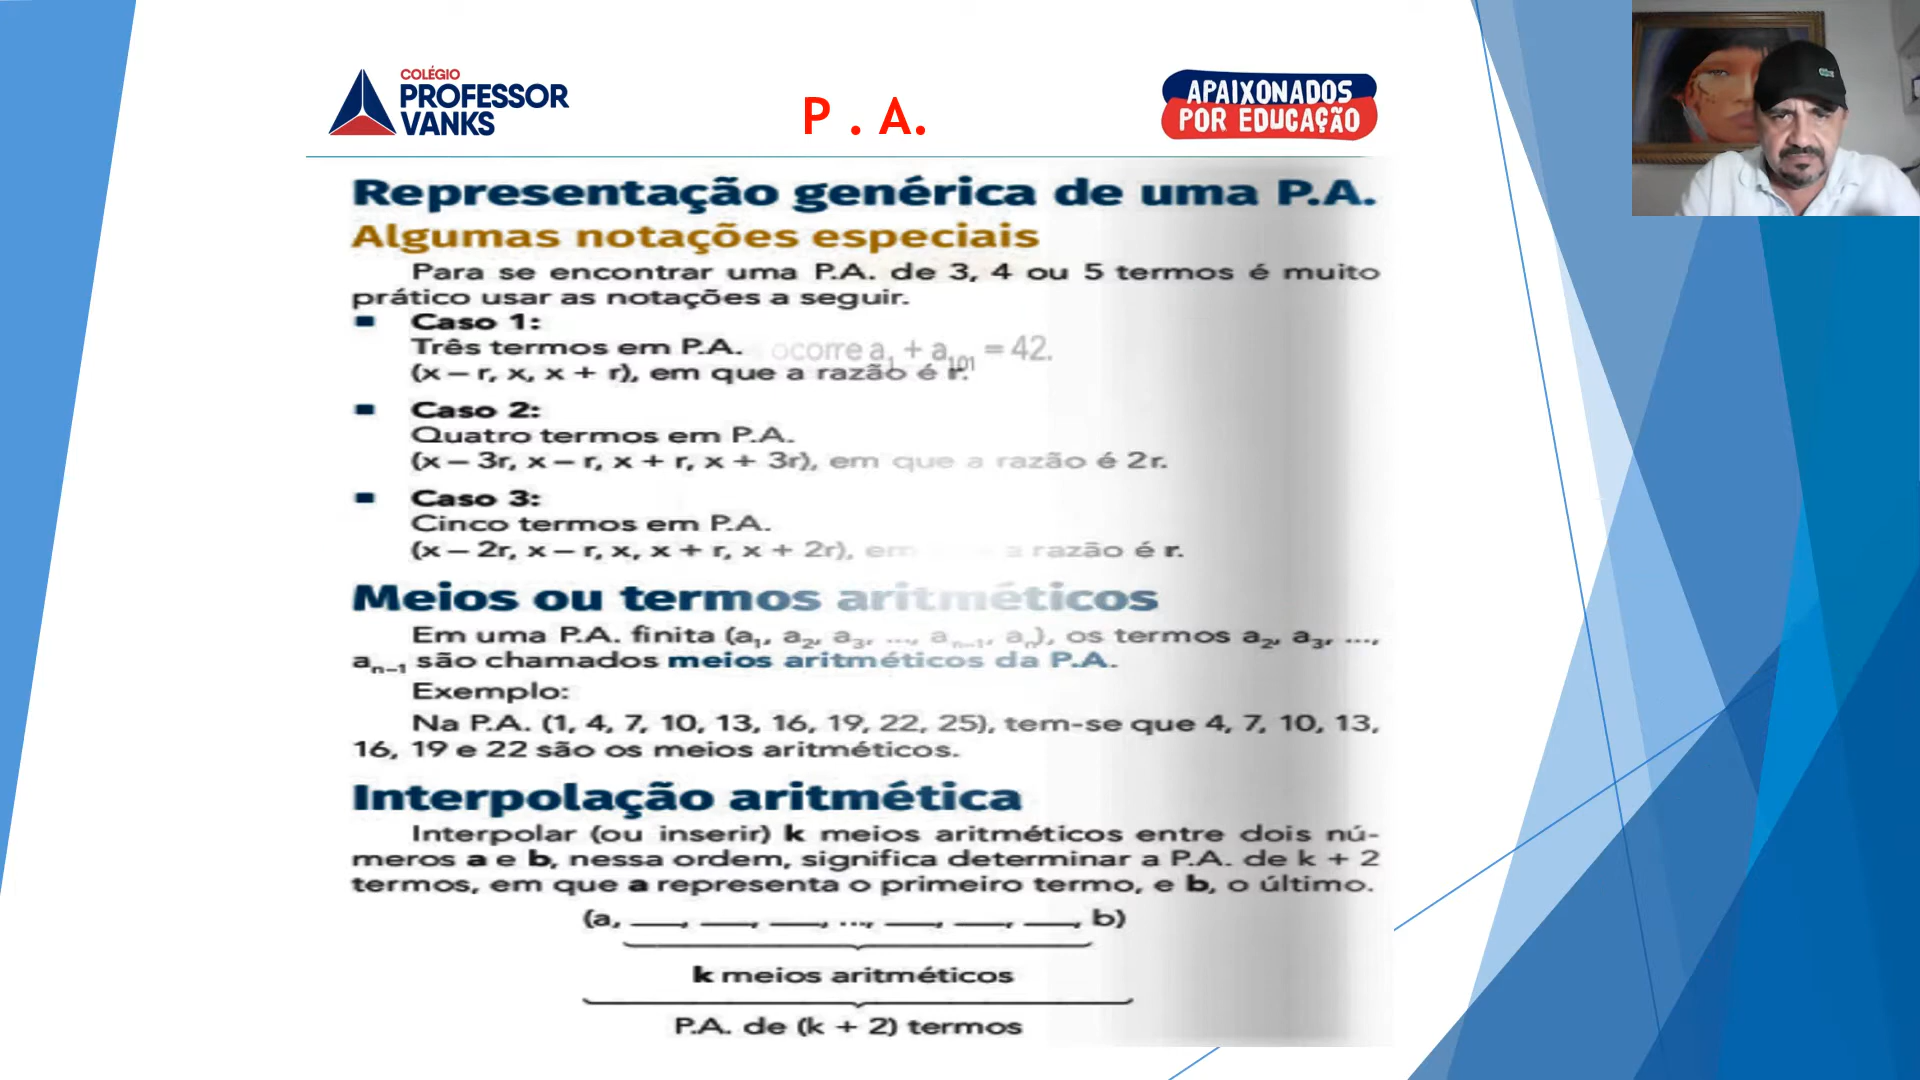 COLÉGIO
PROFESSOR
VANKS
P . A.
APAIXONADOS
POR EDUCAÇÃO
Representação genérica de uma P.A.
Algumas notações especiais
Para se encontrar uma P.A. de 3, 4 ou 5 termos é muito
prático usar as notações a seguir.
Caso 1:
Três termos em P.A.
ocorre a₁ + a₁₀₁ = 42.
(x – r, x, x + r), em que a razão é r.
Caso 2:
Quatro termos em P.A.
(x – 3r, x – r, x + r, x + 3r), em que a razão é 2r.
Caso 3:
Cinco termos em P.A.
(x – 2r, x – r, x, x + r, x + 2r), em a razão é r.
Meios ou termos aritméticos
Em uma P.A. finita (a₁, a₂, a₃, ..., aₙ₋₁, aₙ), os termos a₂, a₃, ...,
aₙ₋₁ são chamados meios aritméticos da P.A.
Exemplo:
Na P.A. (1, 4, 7, 10, 13, 16, 19, 22, 25), tem-se que 4, 7, 10, 13,
16, 19 e 22 são os meios aritméticos.
Interpolação aritmética
Interpolar (ou inserir) k meios aritméticos entre dois nú-
meros a e b, nessa ordem, significa determinar a P.A. de k + 2
termos, em que a representa o primeiro termo, e b, o último.
(a, ___, ___, ___, ..., ___, ___, ___, b)
k meios aritméticos
P.A. de (k + 2) termos